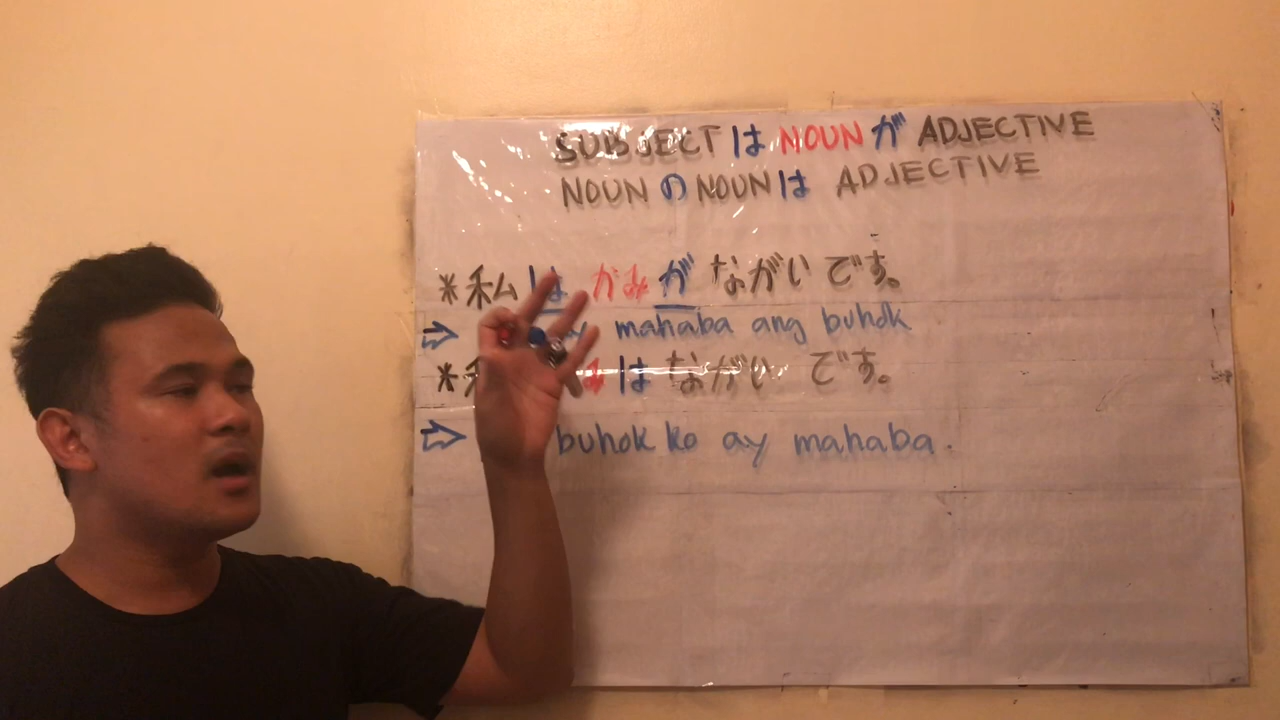 SUBJECT は NOUN が ADJECTIVE
NOUN の NOUN は ADJECTIVE
*私は かみ が ながい です。
⇨ ay mahaba ang buhok
* み は ながい です。
⇨ buhok ko ay mahaba.